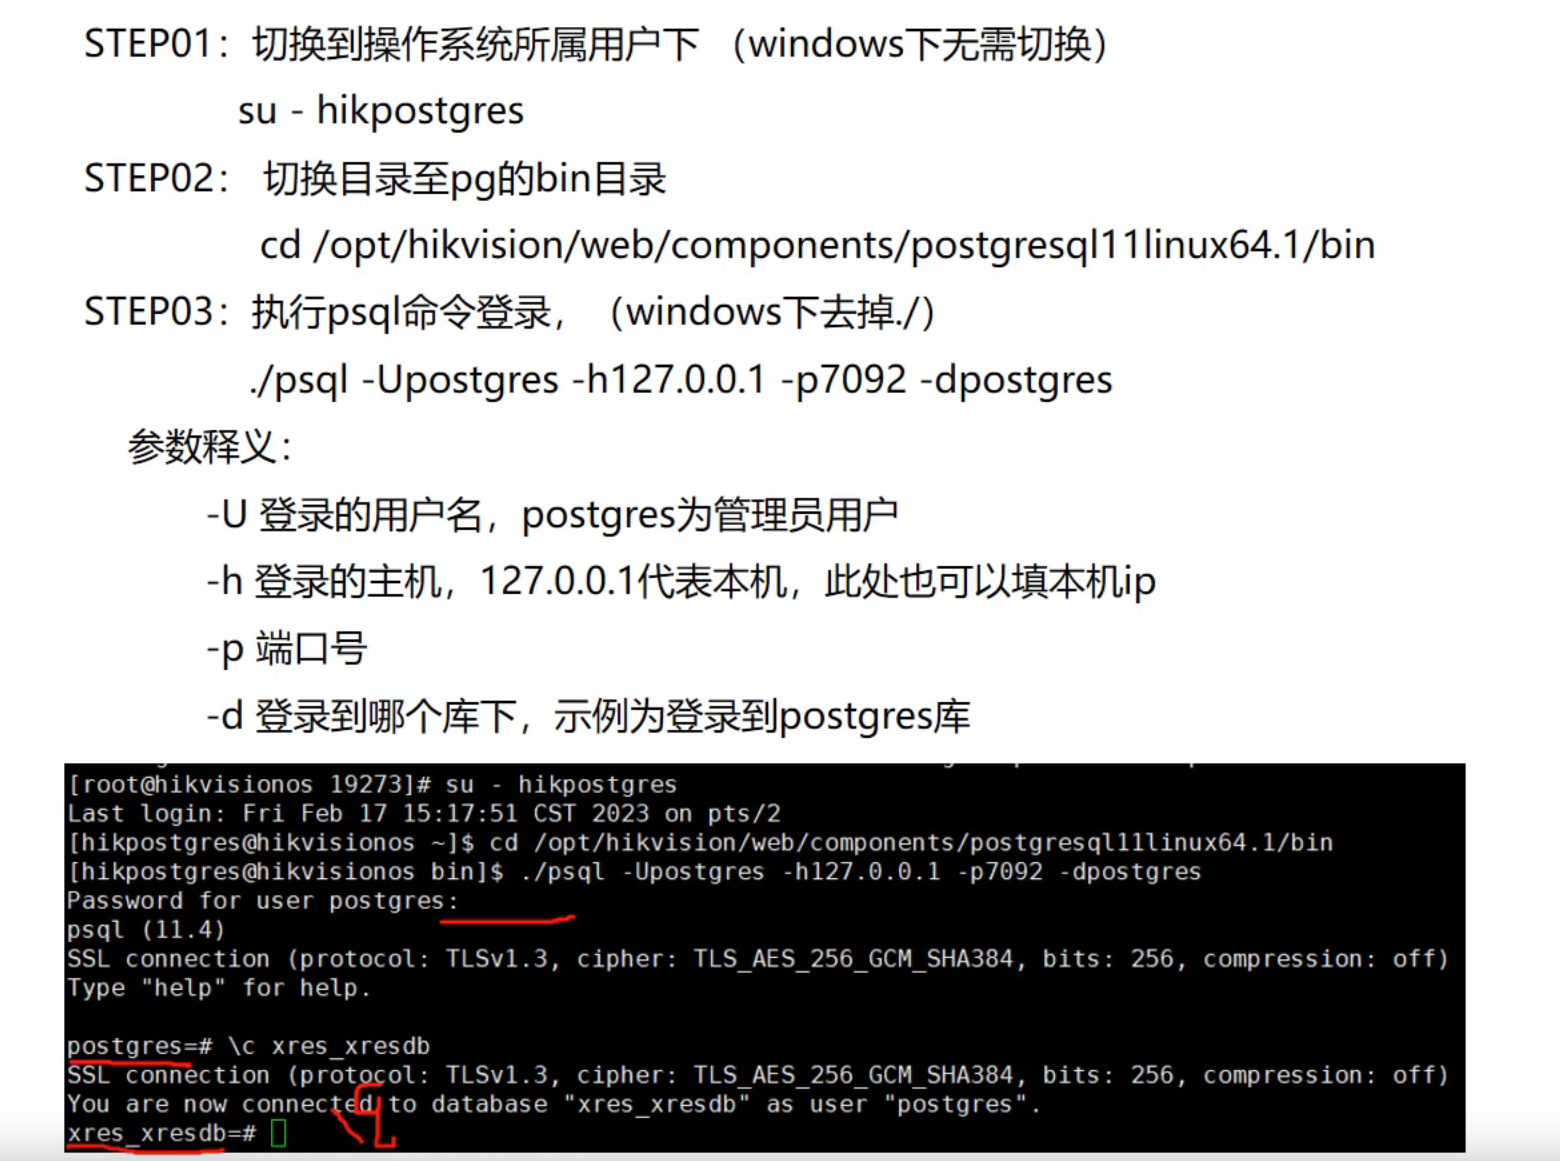 STEP01：切换到操作系统所属用户下 （windows下无需切换）
su - hikpostgres
STEP02： 切换目录至pg的bin目录
cd /opt/hikvision/web/components/postgresql11linux64.1/bin
STEP03：执行psql命令登录，（windows下去掉./）
./psql -Upostgres -h127.0.0.1 -p7092 -dpostgres
参数释义：
-U 登录的用户名，postgres为管理员用户
-h 登录的主机，127.0.0.1代表本机，此处也可以填本机ip
-p 端口号
-d 登录到哪个库下，示例为登录到postgres库
[root@hikvisionos 19273]# su - hikpostgres
Last login: Fri Feb 17 15:17:51 CST 2023 on pts/2
[hikpostgres@hikvisionos ~]$ cd /opt/hikvision/web/components/postgresql11linux64.1/bin
[hikpostgres@hikvisionos bin]$ ./psql -Upostgres -h127.0.0.1 -p7092 -dpostgres
Password for user postgres:
psql (11.4)
SSL connection (protocol: TLSv1.3, cipher: TLS_AES_256_GCM_SHA384, bits: 256, compression: off)
Type "help" for help.
postgres=# \c xres_xresdb
SSL connection (protocol: TLSv1.3, cipher: TLS_AES_256_GCM_SHA384, bits: 256, compression: off)
You are now connected to database "xres_xresdb" as user "postgres".
xres_xresdb=#